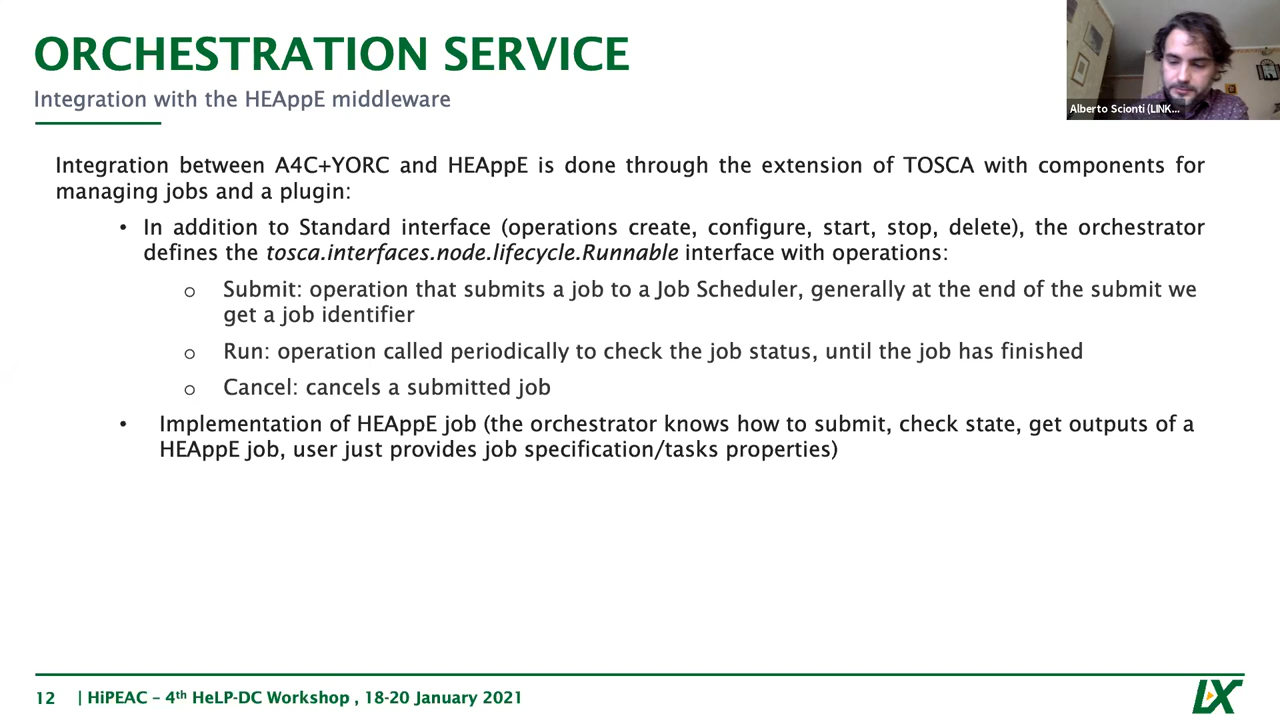 ORCHESTRATION SERVICE
Integration with the HEAppE middleware
Alberto Scionti (LINK...
Integration between A4C+YORC and HEAppE is done through the extension of TOSCA with components for
managing jobs and a plugin:
• In addition to Standard interface (operations create, configure, start, stop, delete), the orchestrator
defines the tosca.interfaces.node.lifecycle.Runnable interface with operations:
o Submit: operation that submits a job to a Job Scheduler, generally at the end of the submit we
get a job identifier
o Run: operation called periodically to check the job status, until the job has finished
o Cancel: cancels a submitted job
• Implementation of HEAppE job (the orchestrator knows how to submit, check state, get outputs of a
HEAppE job, user just provides job specification/tasks properties)
12 | HiPEAC – 4th HeLP-DC Workshop , 18-20 January 2021
LX